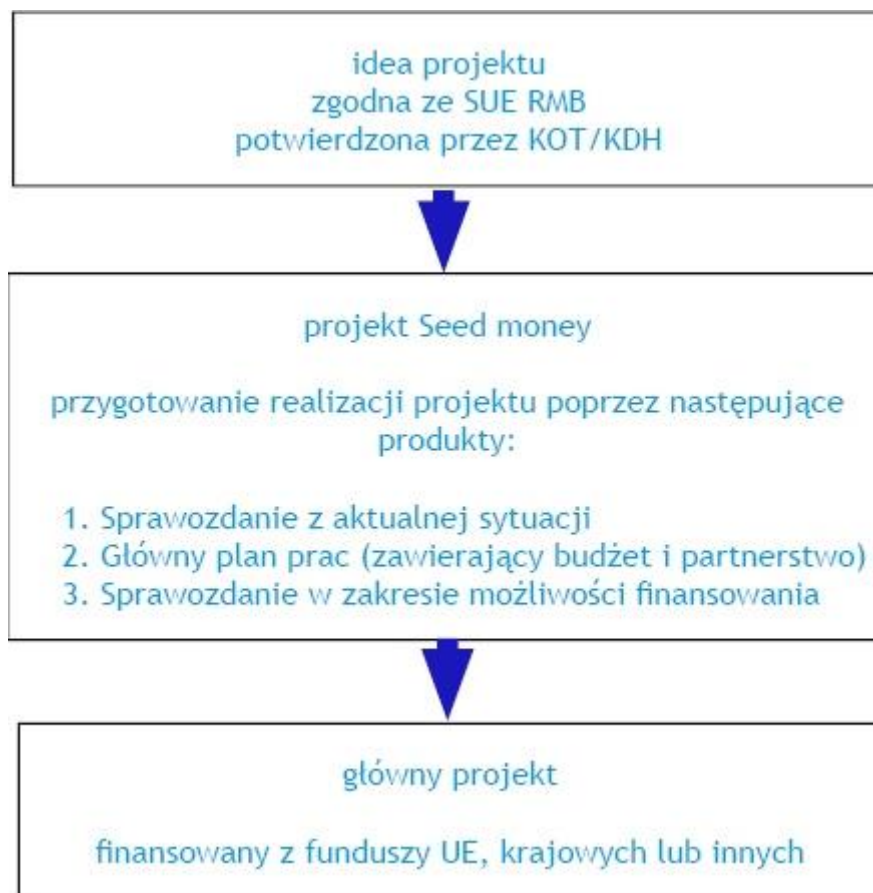 idea projektu
zgodna ze SUE RMB
potwierdzona przez KOT/KDH
projekt Seed money
przygotowanie realizacji projektu poprzez następujące
produkty:
1. Sprawozdanie z aktualnej sytuacji
2. Główny plan prac (zawierający budżet i partnerstwo)
3. Sprawozdanie w zakresie możliwości finansowania
główny projekt
finansowany z funduszy UE, krajowych lub innych